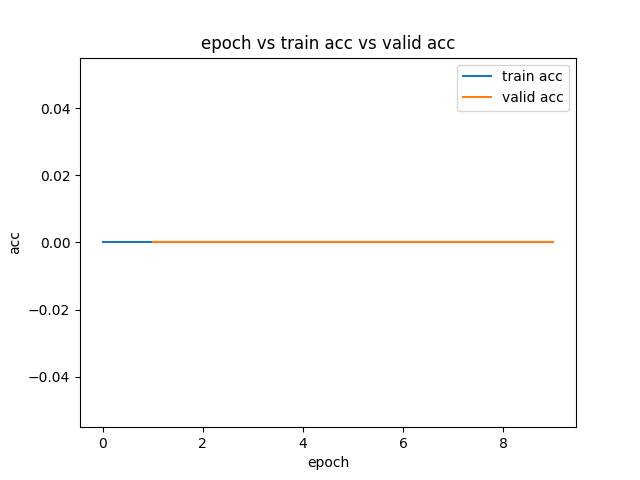 epoch vs train acc vs valid acc
train acc
valid acc
0.04
0.02
0.00
−0.02
−0.04
acc
0 2 4 6 8
epoch